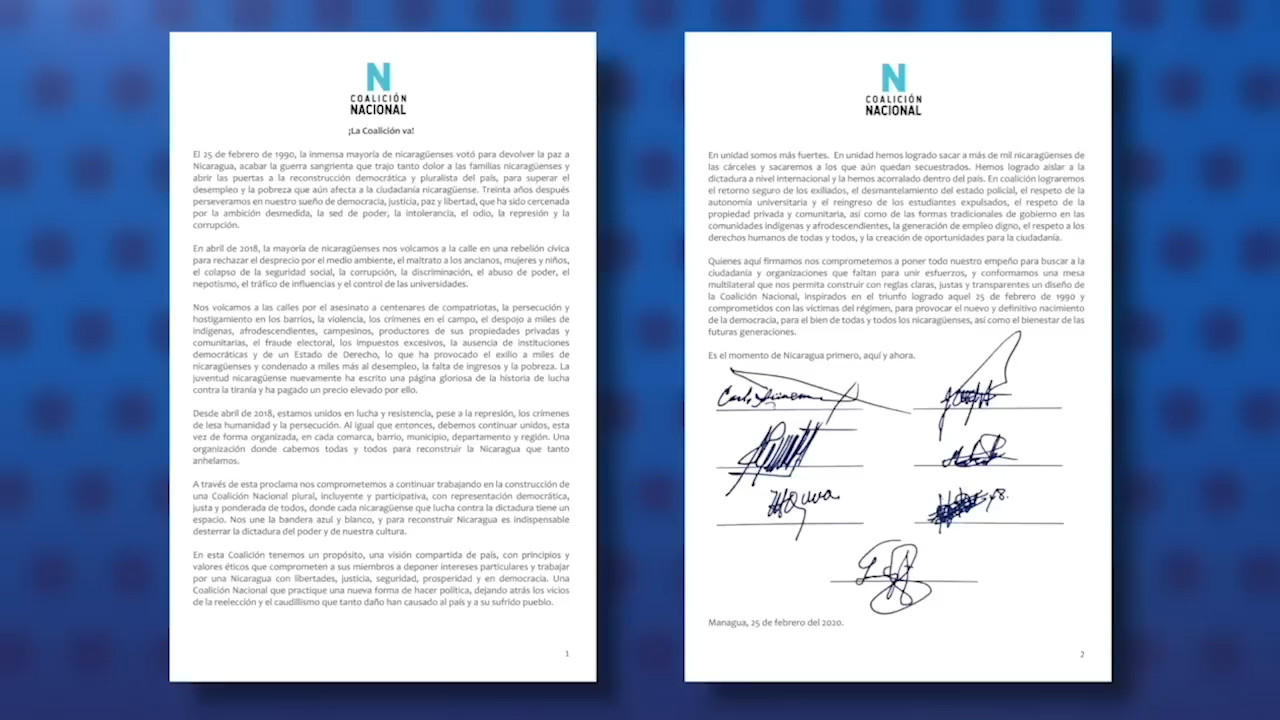 N
COALICIÓN
NACIONAL
¡La Coalición va!
El 25 de febrero de 1990, la inmensa mayoría de nicaragüenses votó para devolver la paz a
Nicaragua, acabar la guerra sangrienta que trajo tanto dolor a las familias nicaragüenses y
abrir las puertas a la reconstrucción democrática y pluralista del país, para superar el
desempleo y la pobreza que aún afecta a la ciudadanía nicaragüense. Treinta años después
perseveramos en nuestro sueño de democracia, justicia, paz y libertad, que ha sido cercenada
por la ambición desmedida, la sed de poder, la intolerancia, el odio, la represión y la
corrupción.
En abril de 2018, la mayoría de nicaragüenses nos volcamos a la calle en una rebelión cívica
para rechazar el desprecio por el medio ambiente, el maltrato a los ancianos, mujeres y niños,
el colapso de la seguridad social, la corrupción, la discriminación, el abuso de poder, el
nepotismo, el tráfico de influencias y el control de las universidades.
Nos volcamos a las calles por el asesinato a centenares de compatriotas, la persecución y
hostigamiento en los barrios, la violencia, los crímenes en el campo, el despojo a miles de
indígenas, afrodescendientes, campesinos, productores de sus propiedades privadas y
comunitarias, el fraude electoral, los impuestos excesivos, la ausencia de instituciones
democráticas y de un Estado de Derecho, lo que ha provocado el exilio a miles de
nicaragüenses y condenado a miles más al desempleo, la falta de ingresos y la pobreza. La
juventud nicaragüense nuevamente ha escrito una página gloriosa de la historia de lucha
contra la tiranía y ha pagado un precio elevado por ello.
Desde abril de 2018, estamos unidos en lucha y resistencia, pese a la represión, los crímenes
de lesa humanidad y la persecución. Al igual que entonces, debemos continuar unidos, esta
vez de forma organizada, en cada comarca, barrio, municipio, departamento y región. Una
organización donde cabemos todas y todos para reconstruir la Nicaragua que tanto
anhelamos.
A través de esta proclama nos comprometemos a continuar trabajando en la construcción de
una Coalición Nacional plural, incluyente y participativa, con representación democrática,
justa y ponderada de todos, donde cada nicaragüense que lucha contra la dictadura tiene un
espacio. Nos une la bandera azul y blanco, y para reconstruir Nicaragua es indispensable
desterrar la dictadura del poder y de nuestra cultura.
En esta Coalición tenemos un propósito, una visión compartida de país, con principios y
valores éticos que comprometen a sus miembros a deponer intereses particulares y trabajar
por una Nicaragua con libertades, justicia, seguridad, prosperidad y en democracia. Una
Coalición Nacional que practique una nueva forma de hacer política, dejando atrás los vicios
de la reelección y el caudillismo que tanto daño han causado al país y a su sufrido pueblo.
1
N
COALICIÓN
NACIONAL
En unidad somos más fuertes. En unidad hemos logrado sacar a más de mil nicaragüenses de
las cárceles y sacaremos a los que aún quedan secuestrados. Hemos logrado aislar a la
dictadura a nivel internacional y la hemos acorralado dentro del país. En coalición lograremos
el retorno seguro de los exiliados, el desmantelamiento del estado policial, el respeto de la
autonomía universitaria y el reingreso de los estudiantes expulsados, el respeto de la
propiedad privada y comunitaria, así como de las formas tradicionales de gobierno en las
comunidades indígenas y afrodescendientes, la generación de empleo digno, el respeto a los
derechos humanos de todas y todos, y la creación de oportunidades para la ciudadanía.
Quienes aquí firmamos nos comprometemos a poner todo nuestro empeño para buscar a la
ciudadanía y organizaciones que faltan para unir esfuerzos, y conformamos una mesa
multilateral que nos permita construir con reglas claras, justas y transparentes un diseño de
la Coalición Nacional, inspirados en el triunfo logrado aquel 25 de febrero de 1990 y
comprometidos con las víctimas del régimen, para provocar el nuevo y definitivo nacimiento
de la democracia, para el bien de todas y todos los nicaragüenses, así como el bienestar de las
futuras generaciones.
Es el momento de Nicaragua primero, aquí y ahora.
Managua, 25 de febrero del 2020.
2